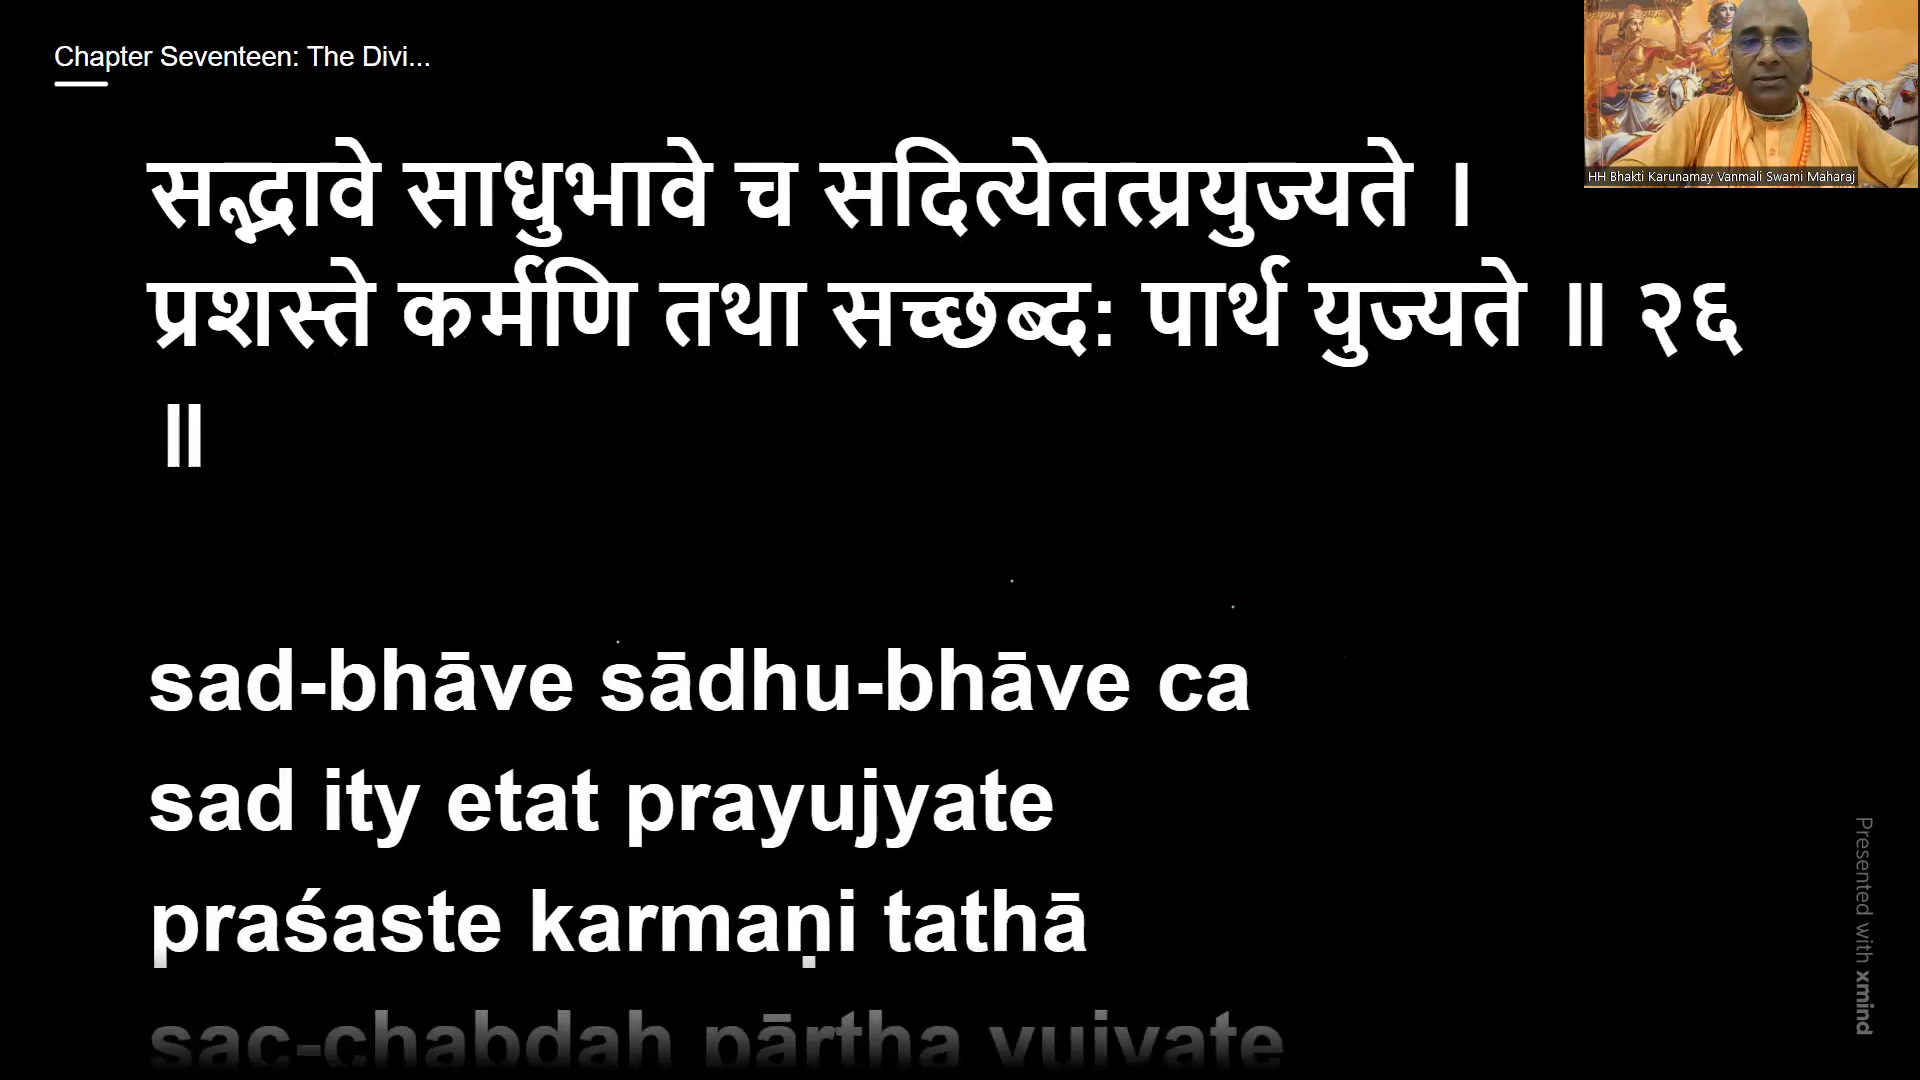 Chapter Seventeen: The Divi...
सद्भावे साधुभावे च सदित्येतत्प्रयुज्यते ।
प्रशस्ते कर्मणि तथा सच्छब्द: पार्थ युज्यते ॥ २६
॥
sad-bhāve sādhu-bhāve ca
sad ity etat prayujyate
praśaste karmaṇi tathā
sac-chabdaḥ pārtha yujyate
HH Bhakti Karunamay Vanmali Swami Maharaj
Presented with xmind